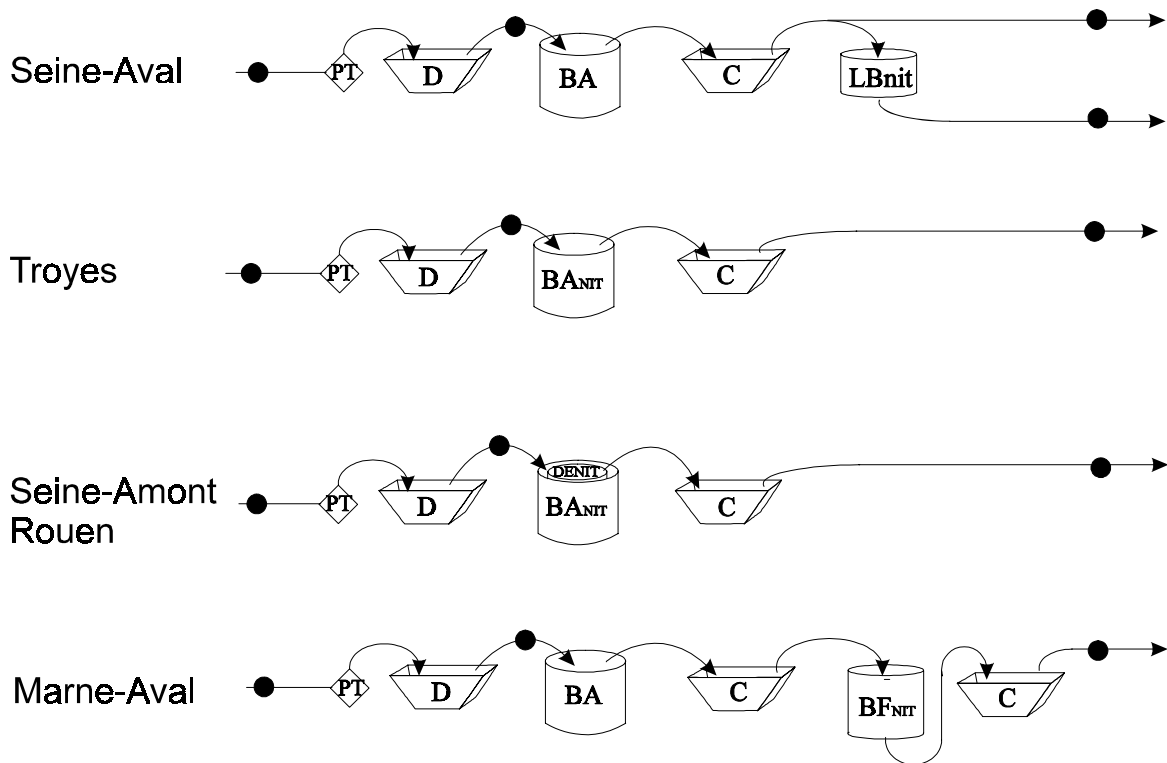 Seine-Aval
PT
D
BA
C
LBnit
Troyes
PT
D
BANIT
C
Seine-Amont
Rouen
PT
D
DENIT
BANIT
C
Marne-Aval
PT
D
BA
C
BFNIT
C